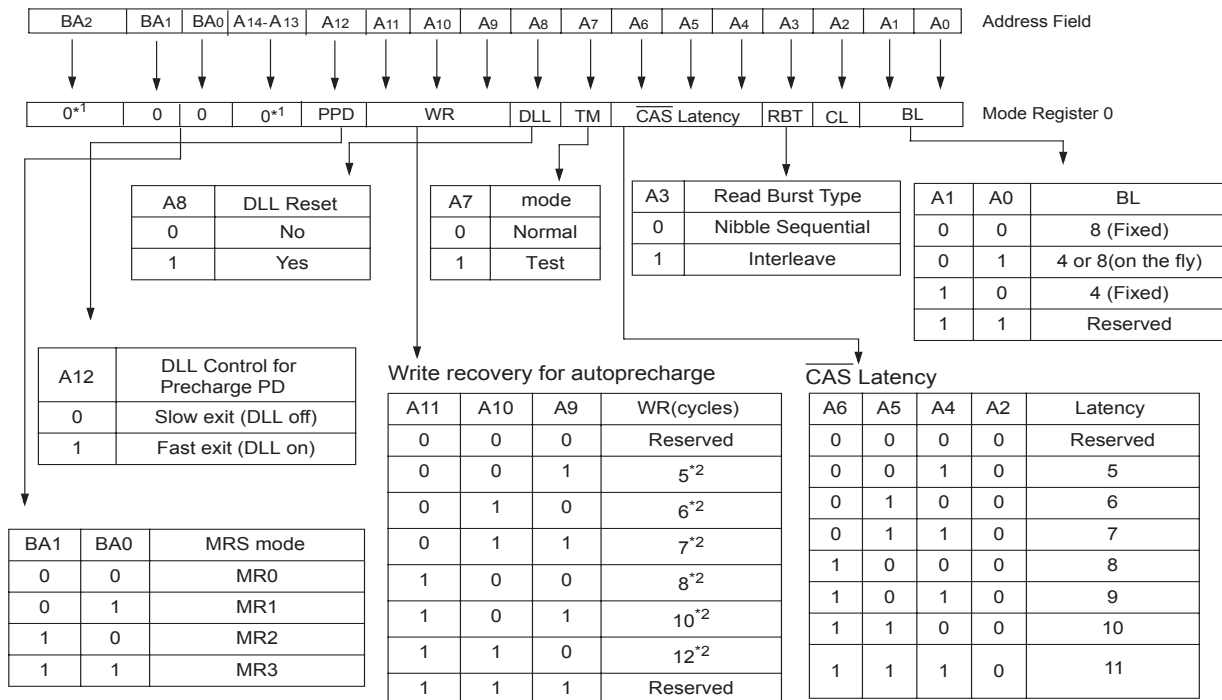 BA2 BA1 BA0 A14-A13 A12 A11 A10 A9 A8 A7 A6 A5 A4 A3 A2 A1 A0 Address Field
0*1 0 0 0*1 PPD WR DLL TM CAS Latency RBT CL BL Mode Register 0
A8 DLL Reset
0 No
1 Yes
A7 mode
0 Normal
1 Test
A3 Read Burst Type
0 Nibble Sequential
1 Interleave
A1 A0 BL
0 0 8 (Fixed)
0 1 4 or 8(on the fly)
1 0 4 (Fixed)
1 1 Reserved
A12 DLL Control for
Precharge PD
0 Slow exit (DLL off)
1 Fast exit (DLL on)
Write recovery for autoprecharge
A11 A10 A9 WR(cycles)
0 0 0 Reserved
0 0 1 5*2
0 1 0 6*2
0 1 1 7*2
1 0 0 8*2
1 0 1 10*2
1 1 0 12*2
1 1 1 Reserved
CAS Latency
A6 A5 A4 A2 Latency
0 0 0 0 Reserved
0 0 1 0 5
0 1 0 0 6
0 1 1 0 7
1 0 0 0 8
1 0 1 0 9
1 1 0 0 10
1 1 1 0 11
BA1 BA0 MRS mode
0 0 MR0
0 1 MR1
1 0 MR2
1 1 MR3